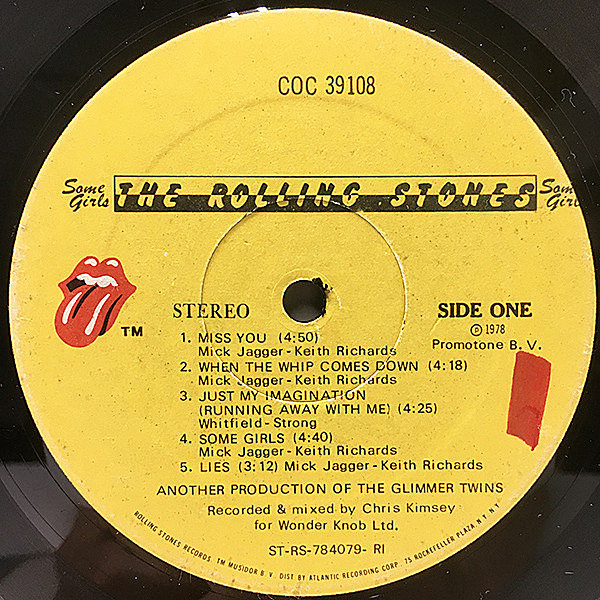 COC 39108
Some Girls
THE ROLLING STONES
Some Girl
TM
STEREO
SIDE ONE
℗ 1978
Promotone B. V.
1. MISS YOU (4:50)
Mick Jagger - Keith Richards
2. WHEN THE WHIP COMES DOWN (4:18)
Mick Jagger - Keith Richards
3. JUST MY IMAGINATION
(RUNNING AWAY WITH ME) (4:25)
Whitfield - Strong
4. SOME GIRLS (4:40)
Mick Jagger - Keith Richards
5. LIES (3:12) Mick Jagger - Keith Richards
ANOTHER PRODUCTION OF THE GLIMMER TWINS
Recorded & mixed by Chris Kimsey
for Wonder Knob Ltd.
ST-RS-784079- RI
ROLLING STONES RECORDS TM MUSIDOR B. V. DIST BY ATLANTIC RECORDING CORP. 75 ROCKEFELLER PLAZA, N.Y. N.Y.